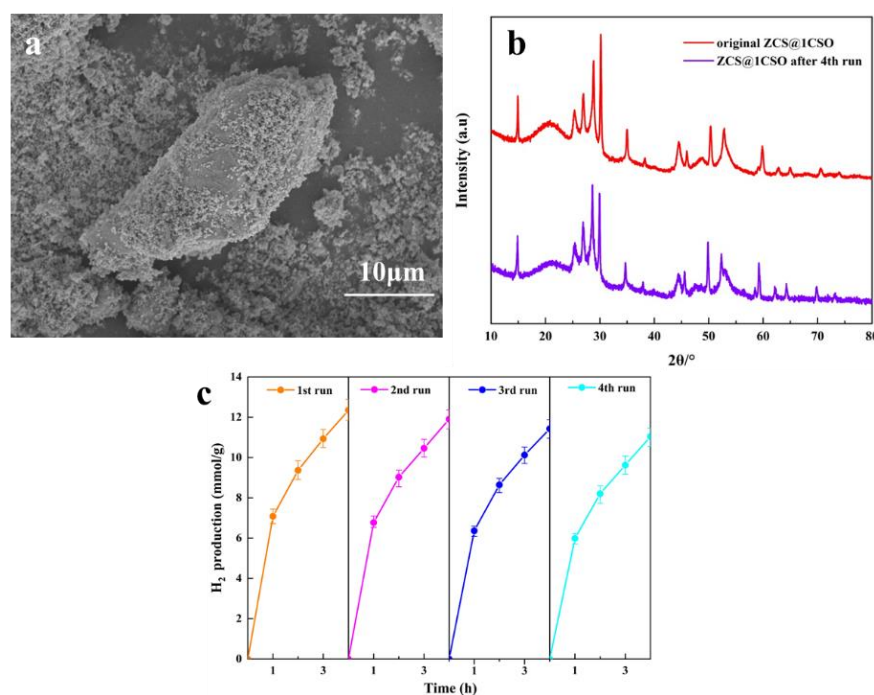 a
10μm
b
original ZCS@1CSO
ZCS@1CSO after 4th run
Intensity (a.u)
10 20 30 40 50 60 70 80
2θ/°
c
1st run 2nd run 3rd run 4th run
14
12
10
8
6
4
2
0
H2 production (mmol/g)
1 3 1 3 1 3 1 3
Time (h)